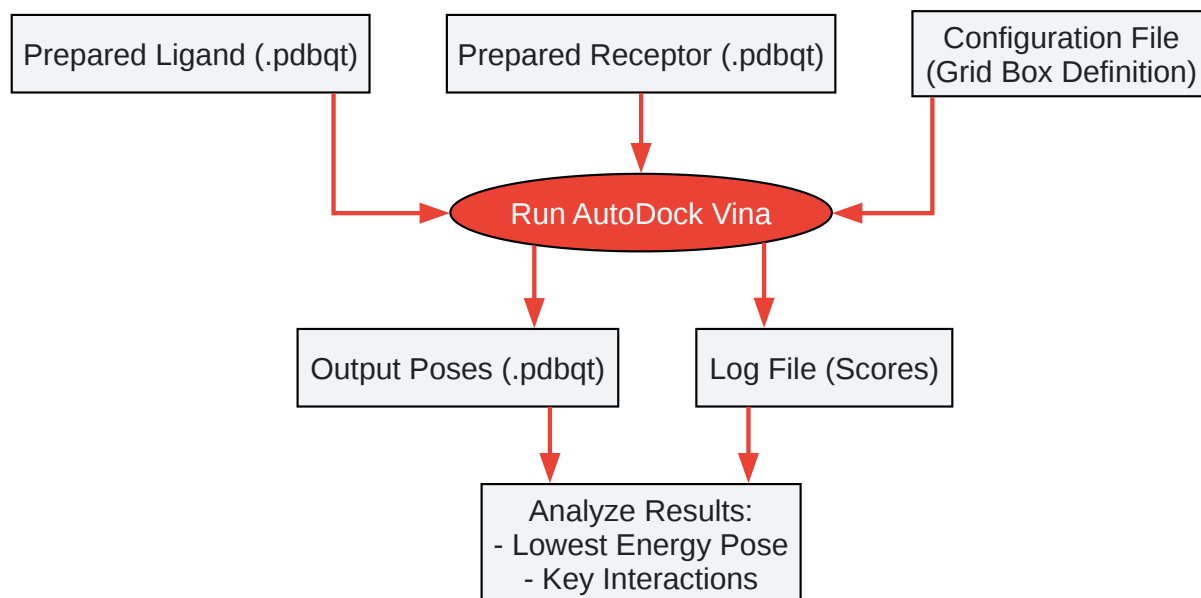 Prepared Ligand (.pdbqt)
Prepared Receptor (.pdbqt)
Configuration File
(Grid Box Definition)
Run AutoDock Vina
Output Poses (.pdbqt)
Log File (Scores)
Analyze Results:
- Lowest Energy Pose
- Key Interactions